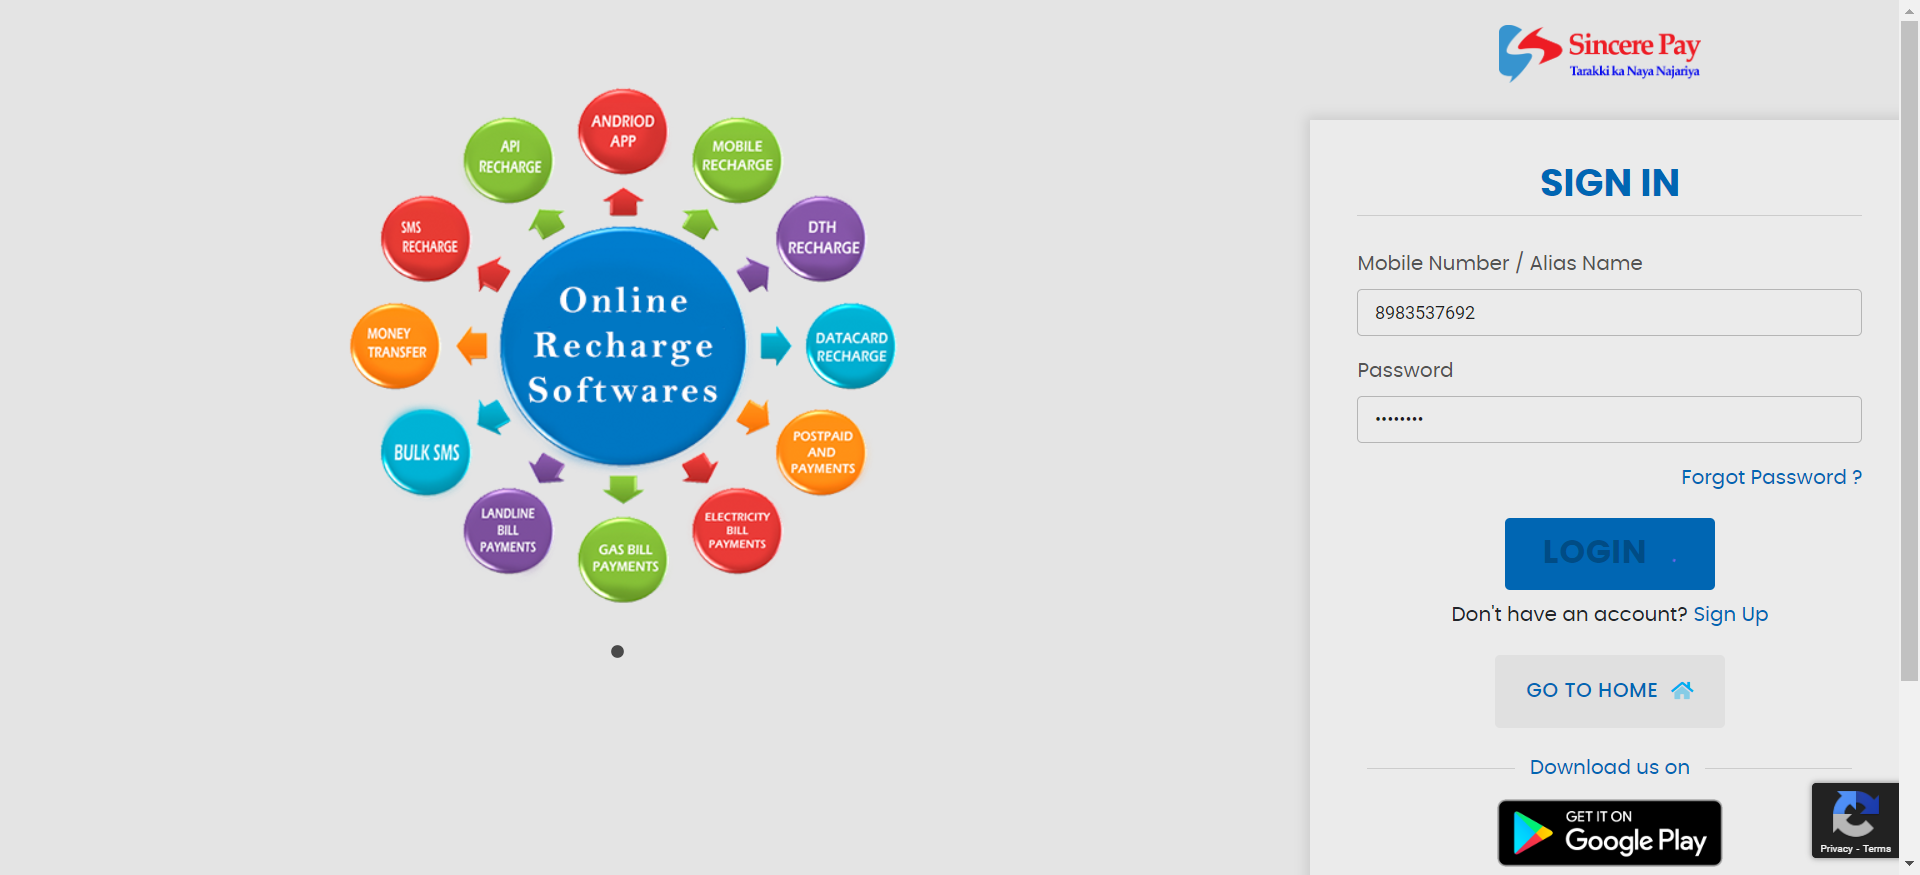 Sincere Pay
Tarakki ka Naya Najariya
ANDRIOD
APP
API
RECHARGE
MOBILE
RECHARGE
SMS
RECHARGE
DTH
RECHARGE
MONEY
TRANSFER
Online
Recharge
Softwares
DATACARD
RECHARGE
BULK SMS
POSTPAID
AND
PAYMENTS
LANDLINE
BILL
PAYMENTS
GAS BILL
PAYMENTS
ELECTRICITY
BILL
PAYMENTS
SIGN IN
Mobile Number / Alias Name
8983537692
Password
••••••••
Forgot Password ?
LOGIN
Don't have an account? Sign Up
GO TO HOME
Download us on
GET IT ON
Google Play
Privacy - Terms